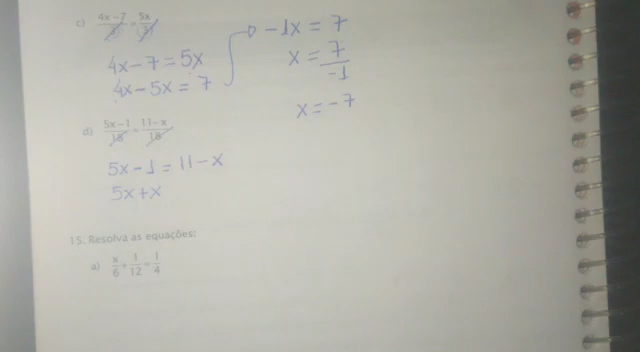 c) 4x-7/3 = 5x/3
4x-7=5x
4x-5x=7
-1x=7
x=7/-1
x=-7
d) 5x-1/18 = 11-x/18
5x-1=11-x
5x+x
15. Resolva as equações:
a) x/6 + 1/12 = 1/4